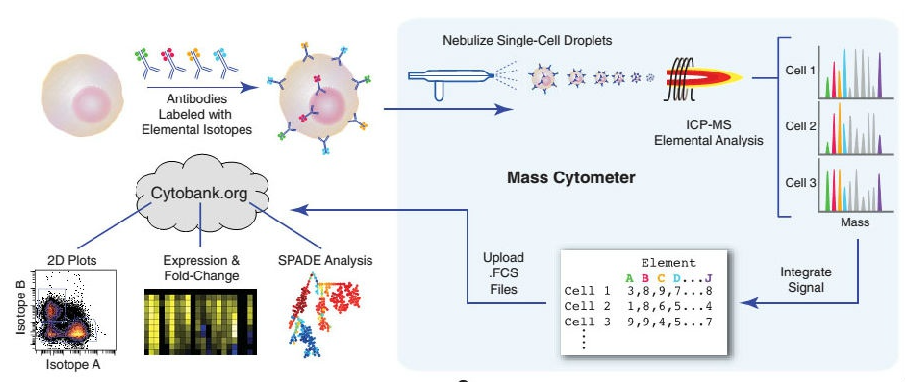 Nebulize Single-Cell Droplets
Antibodies
Labeled with
Elemental Isotopes
ICP-MS
Elemental Analysis
Cell 1
Cell 2
Cell 3
Mass
Mass Cytometer
Integrate
Signal
Element
A B C D...J
Cell 1 3,8,9,7...8
Cell 2 1,8,6,5...4
Cell 3 9,9,4,5...7
Upload
.FCS
Files
Cytobank.org
2D Plots
Isotope B
Isotope A
Expression &
Fold-Change
SPADE Analysis